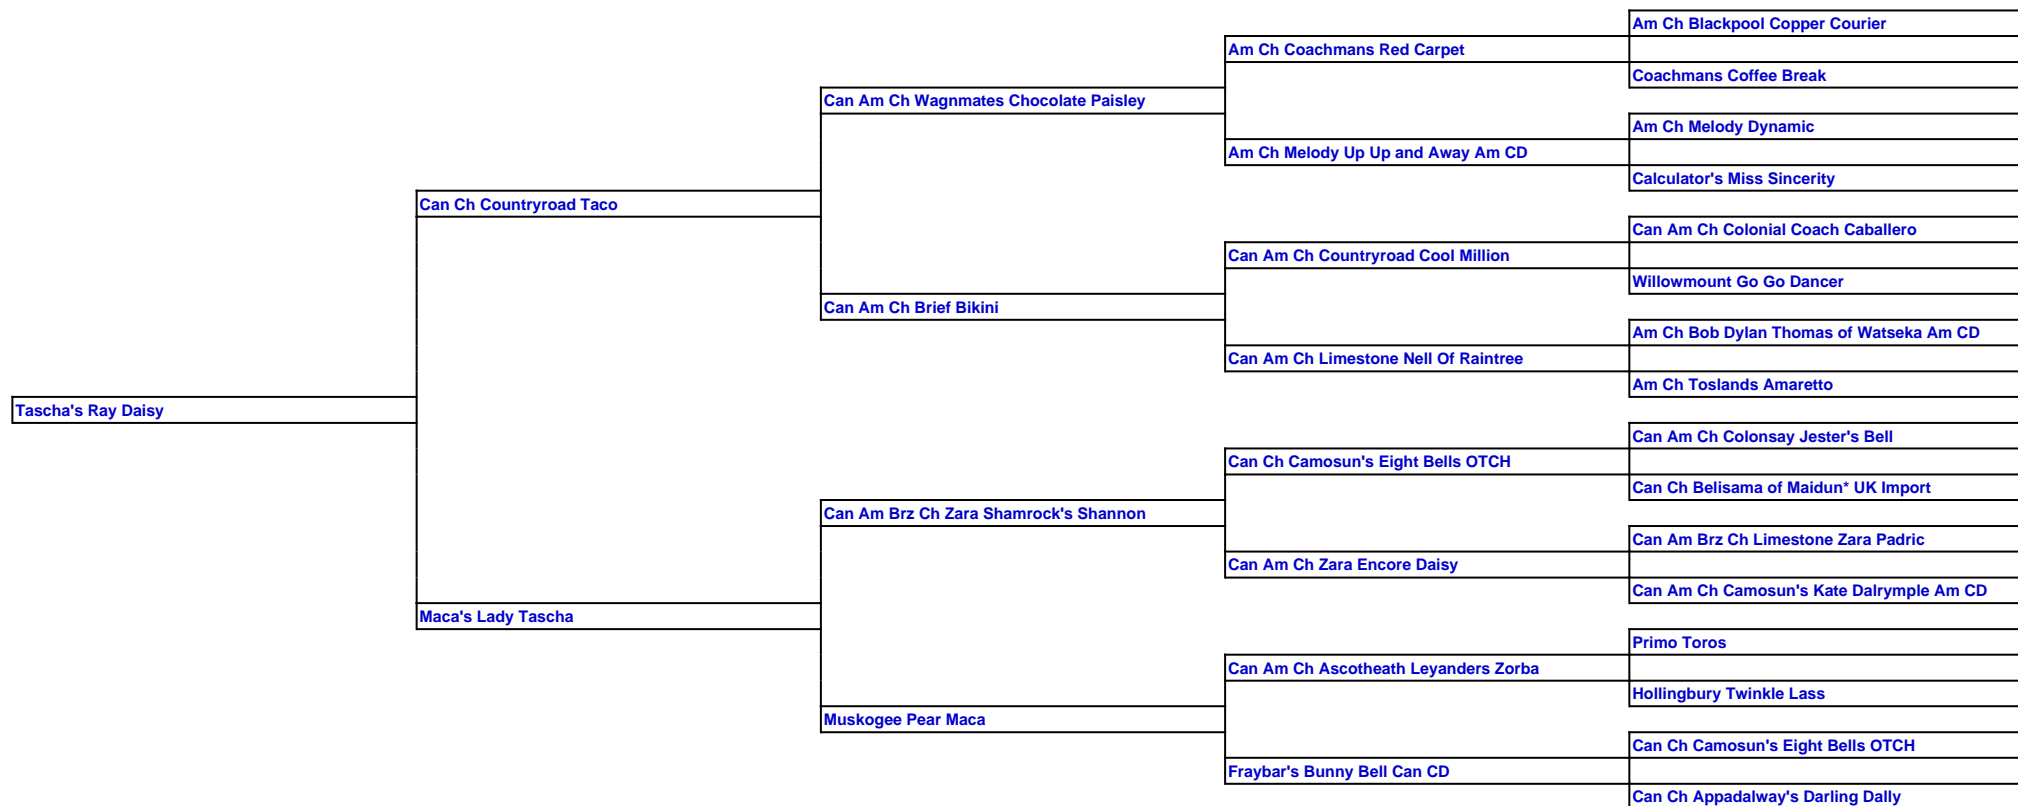 Am Ch Blackpool Copper Courier
Am Ch Coachmans Red Carpet
Coachmans Coffee Break
Can Am Ch Wagnmates Chocolate Paisley
Am Ch Melody Dynamic
Am Ch Melody Up Up and Away Am CD
Calculator's Miss Sincerity
Can Ch Countryroad Taco
Can Am Ch Colonial Coach Caballero
Can Am Ch Countryroad Cool Million
Willowmount Go Go Dancer
Can Am Ch Brief Bikini
Am Ch Bob Dylan Thomas of Watseka Am CD
Can Am Ch Limestone Nell Of Raintree
Am Ch Toslands Amaretto
Tascha's Ray Daisy
Can Am Ch Colonsay Jester's Bell
Can Ch Camosun's Eight Bells OTCH
Can Ch Belisama of Maidun* UK Import
Can Am Brz Ch Zara Shamrock's Shannon
Can Am Brz Ch Limestone Zara Padric
Can Am Ch Zara Encore Daisy
Can Am Ch Camosun's Kate Dalrymple Am CD
Maca's Lady Tascha
Primo Toros
Can Am Ch Ascotheath Leyanders Zorba
Hollingbury Twinkle Lass
Muskogee Pear Maca
Can Ch Camosun's Eight Bells OTCH
Fraybar's Bunny Bell Can CD
Can Ch Appadalway's Darling Dally